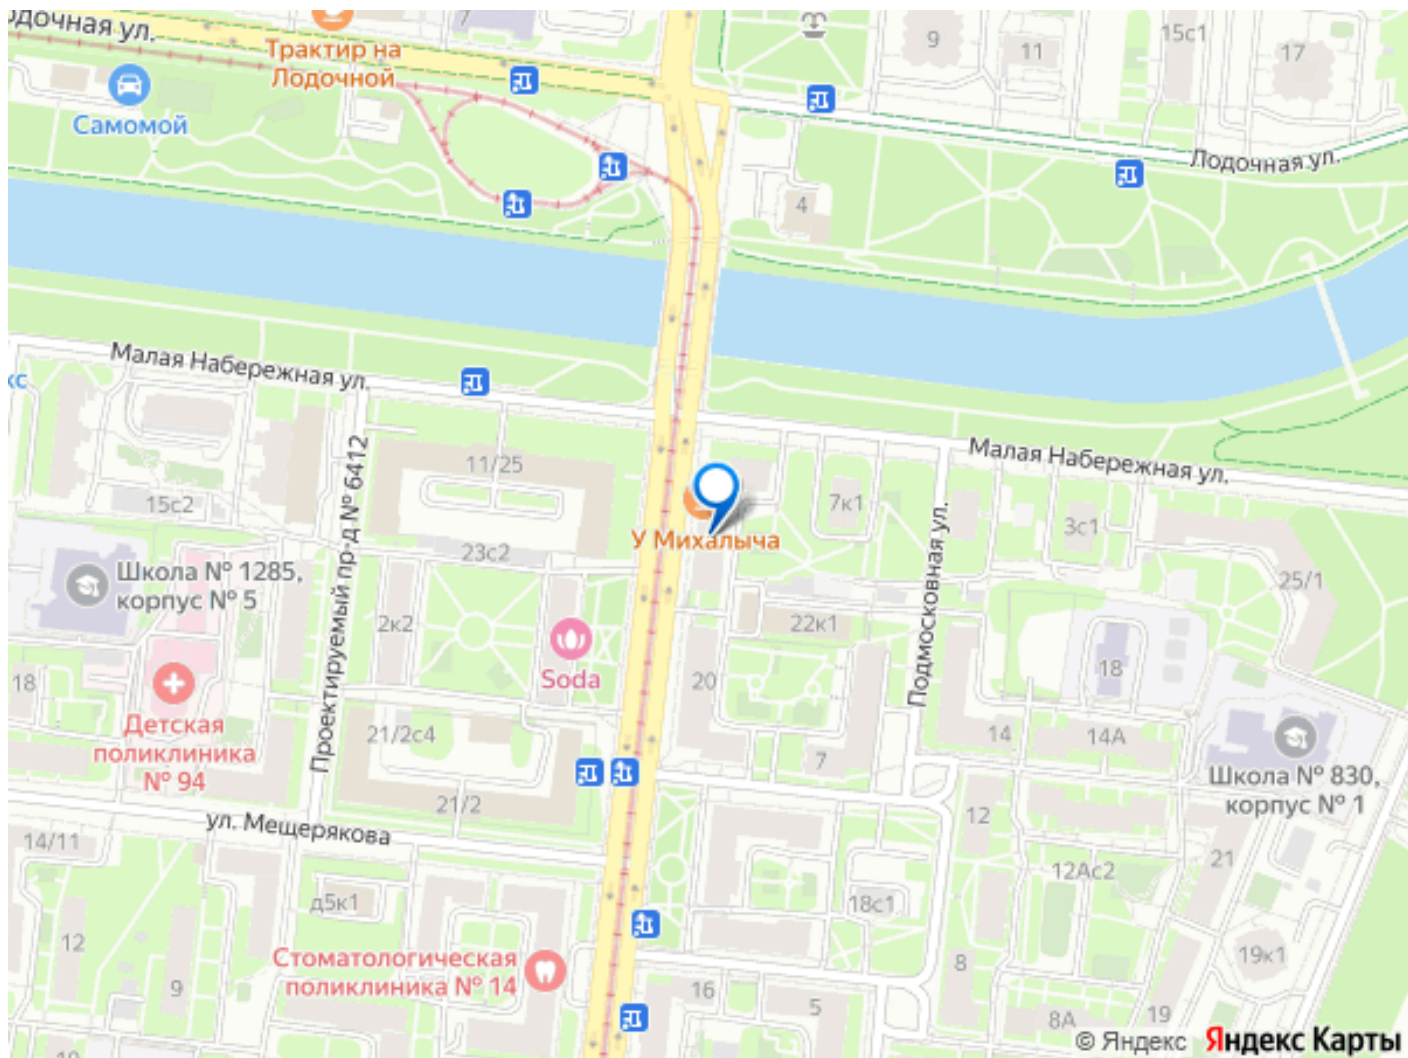 Лодочная ул.
7
Трактир на
Лодочной
Самомой
9
11
15с1
17
Лодочная ул.
4
Малая Набережная ул.
Малая Набережная ул.
кс
Проектируемый пр-д № 6412
11/25
15с2
23с2
Школа № 1285,
корпус № 5
2к2
У Михалыча
7к1
3с1
Подмосковная ул.
25/1
22к1
Soda
20
18
18
Детская
поликлиника
№ 94
21/2с4
7
14
14А
Школа № 830,
корпус № 1
21/2
ул. Мещерякова
14/11
12
21
12Ас2
д5к1
18с1
12
9
Стоматологическая
поликлиника № 14
16
5
8
19к1
8А
19
© Яндекс Яндекс Карты